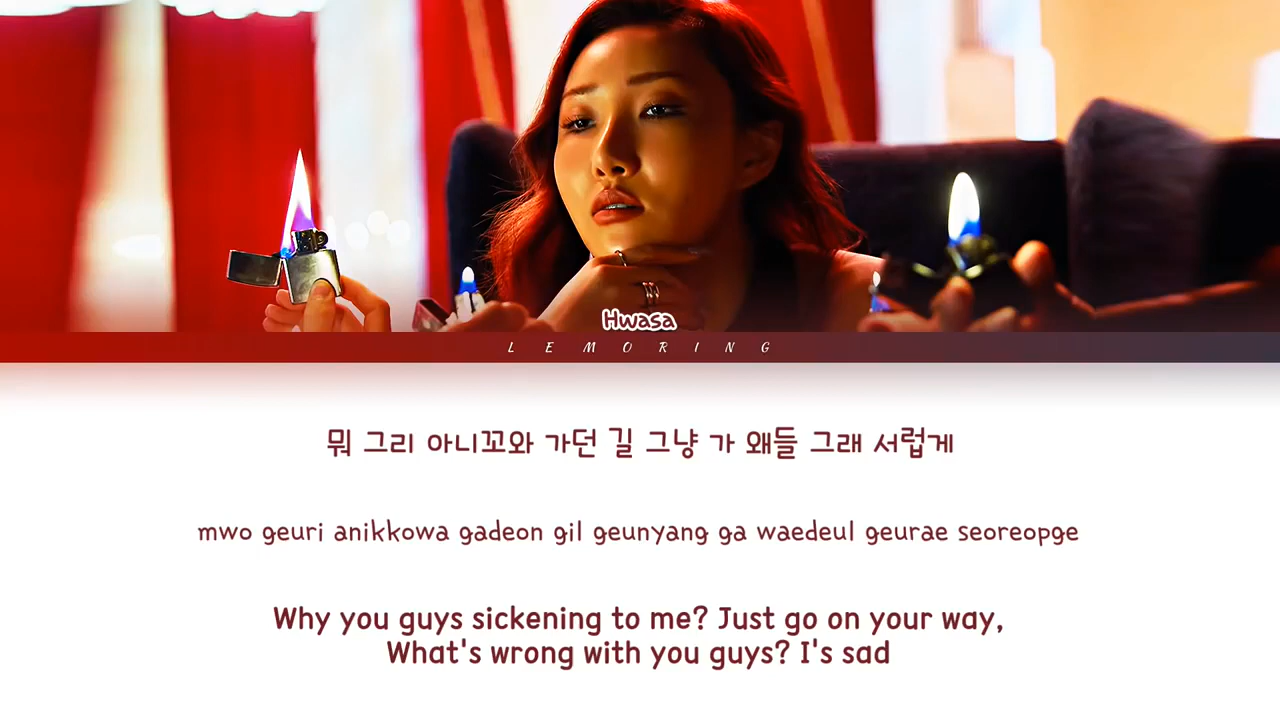 Hwasa
LEMORING
뭐 그리 아니꼬와 가던 길 그냥 가 왜들 그래 서럽게
mwo geuri anikkowa gadeon gil geunyang ga waedeul geurae seoreopge
Why you guys sickening to me? Just go on your way,
What's wrong with you guys? I's sad